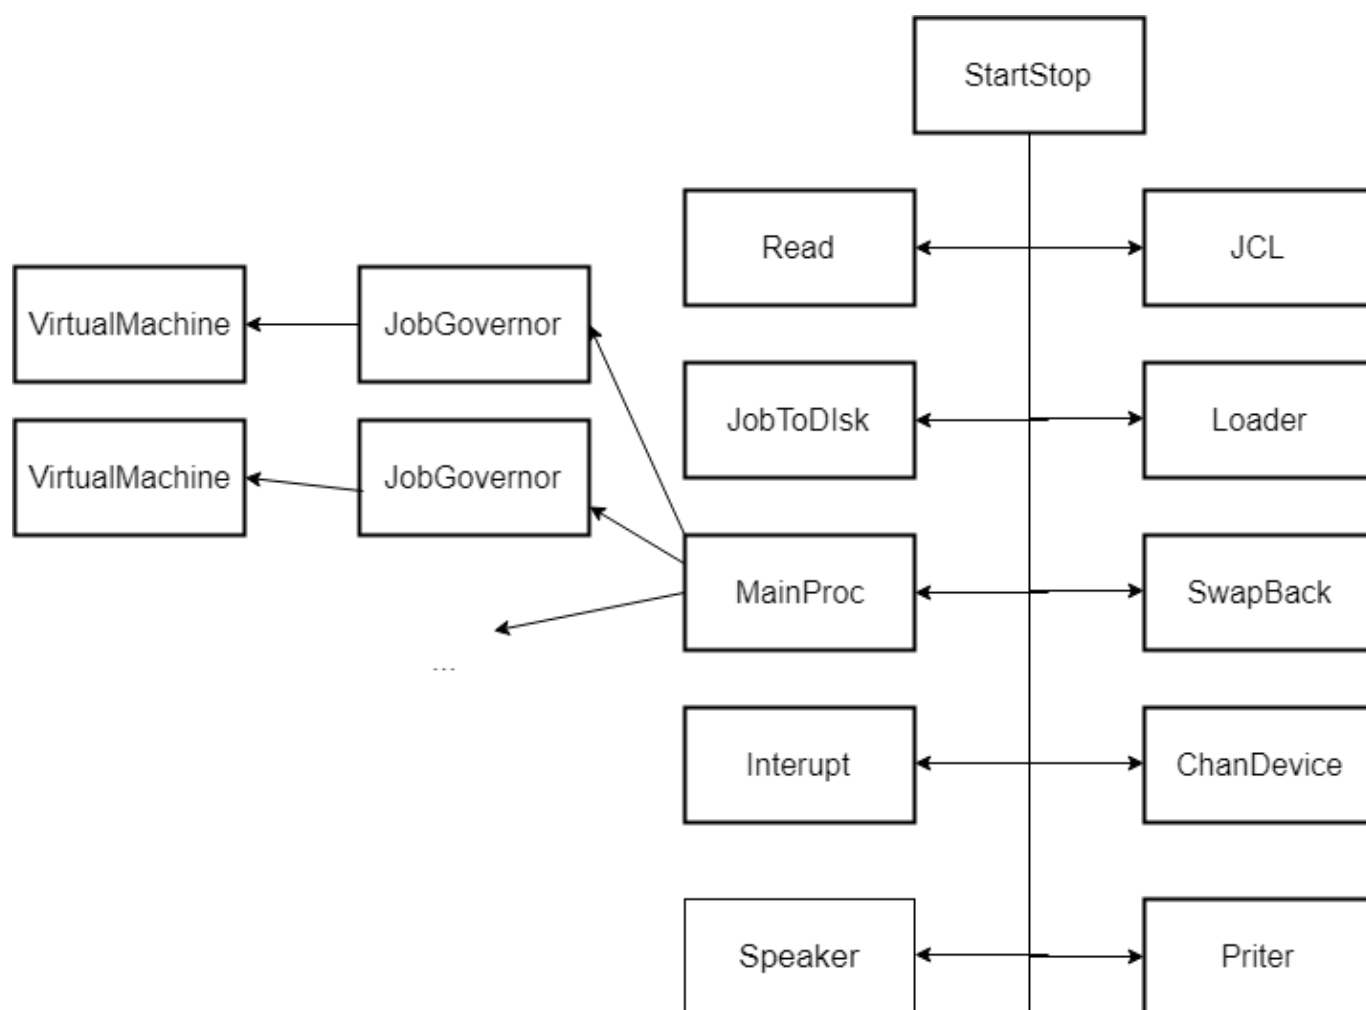 StartStop
Read
JCL
VirtualMachine
JobGovernor
JobToDIsk
Loader
VirtualMachine
JobGovernor
MainProc
SwapBack
...
Interupt
ChanDevice
Speaker
Priter